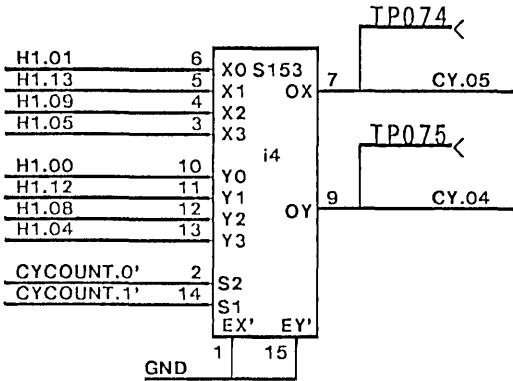 TP074
H1.01 6 X0 S153
H1.13 5 X1 OX 7 CY.05
H1.09 4 X2
H1.05 3 X3
TP075
i4
H1.00 10 Y0
H1.12 11 Y1
H1.08 12 Y2 OY 9 CY.04
H1.04 13 Y3
CYCOUNT.0' 2 S2
CYCOUNT.1' 14 S1
EX' EY'
1 15
GND